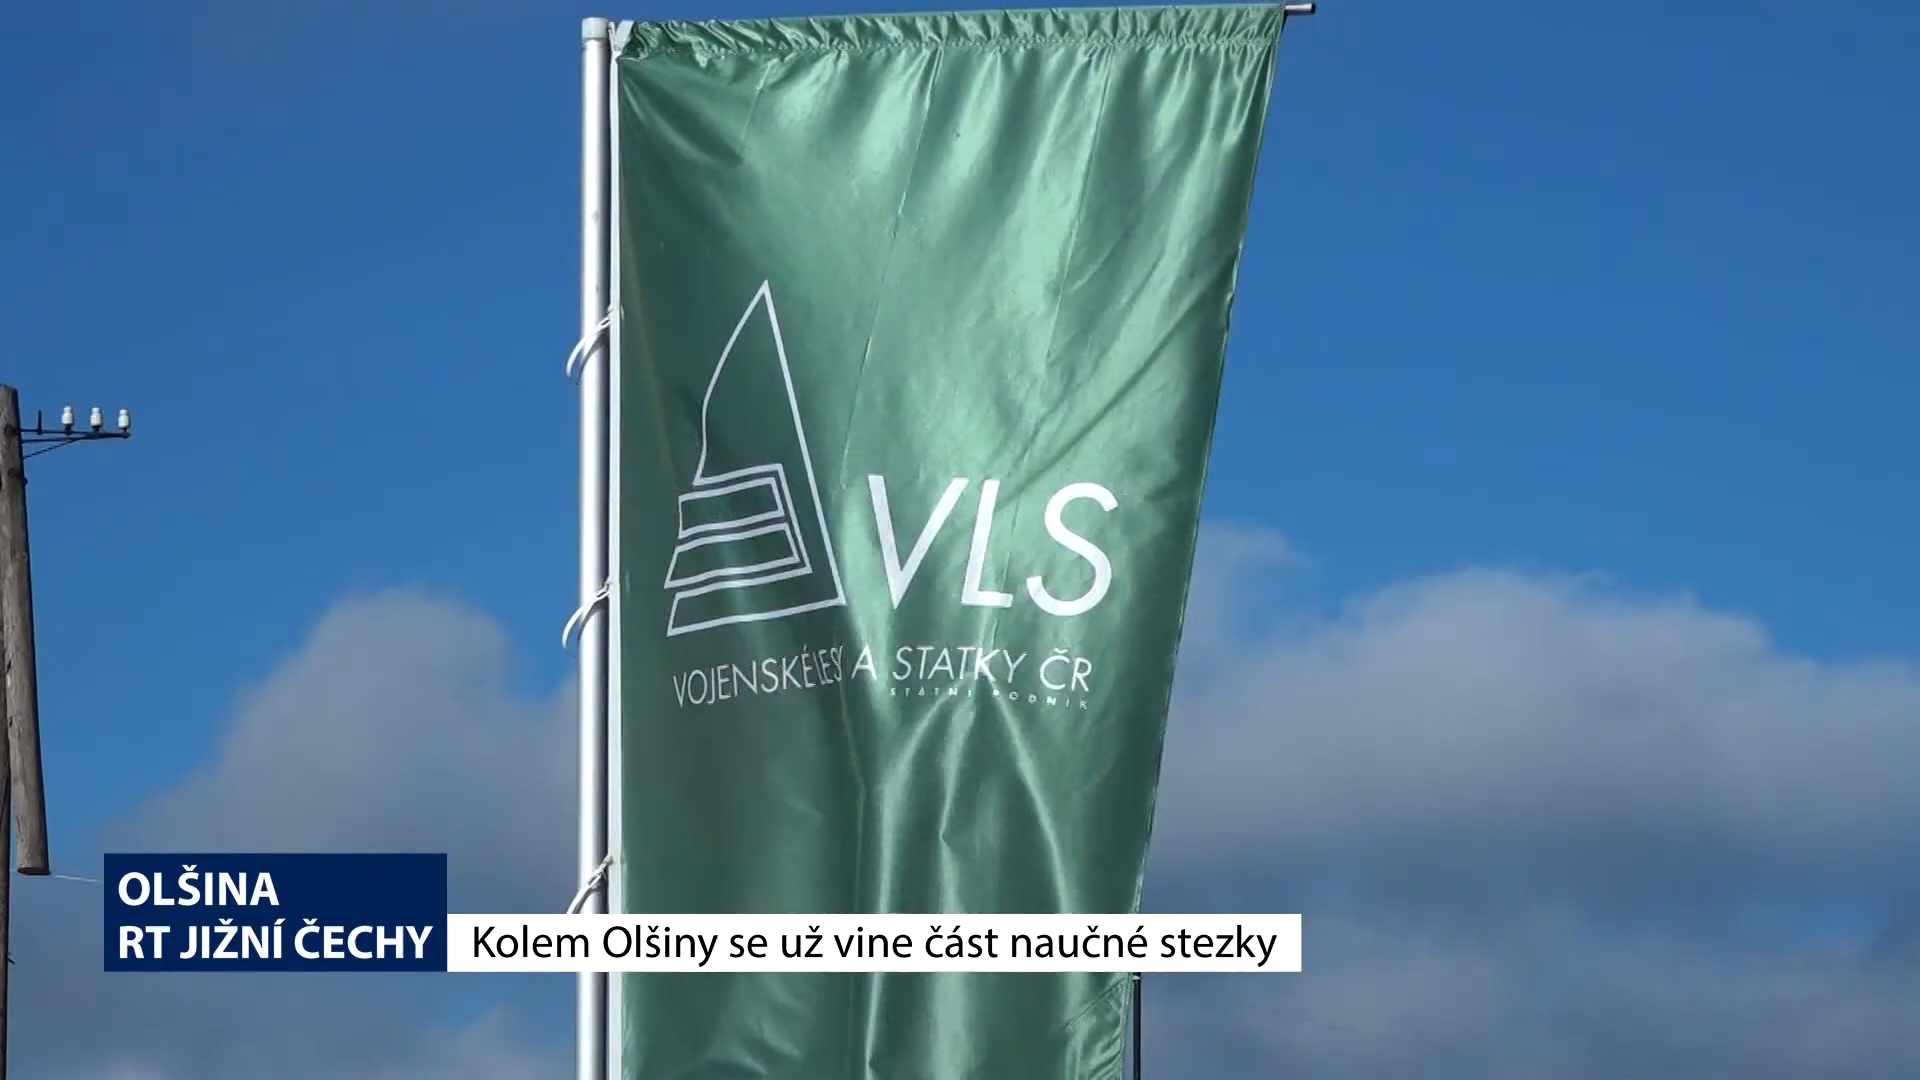 VLS
VOJENSKÉ LESY A STATKY ČR
STÁTNÍ PODNIK
OLŠINA
RT JIŽNÍ ČECHY
Kolem Olšiny se už vine část naučné stezky